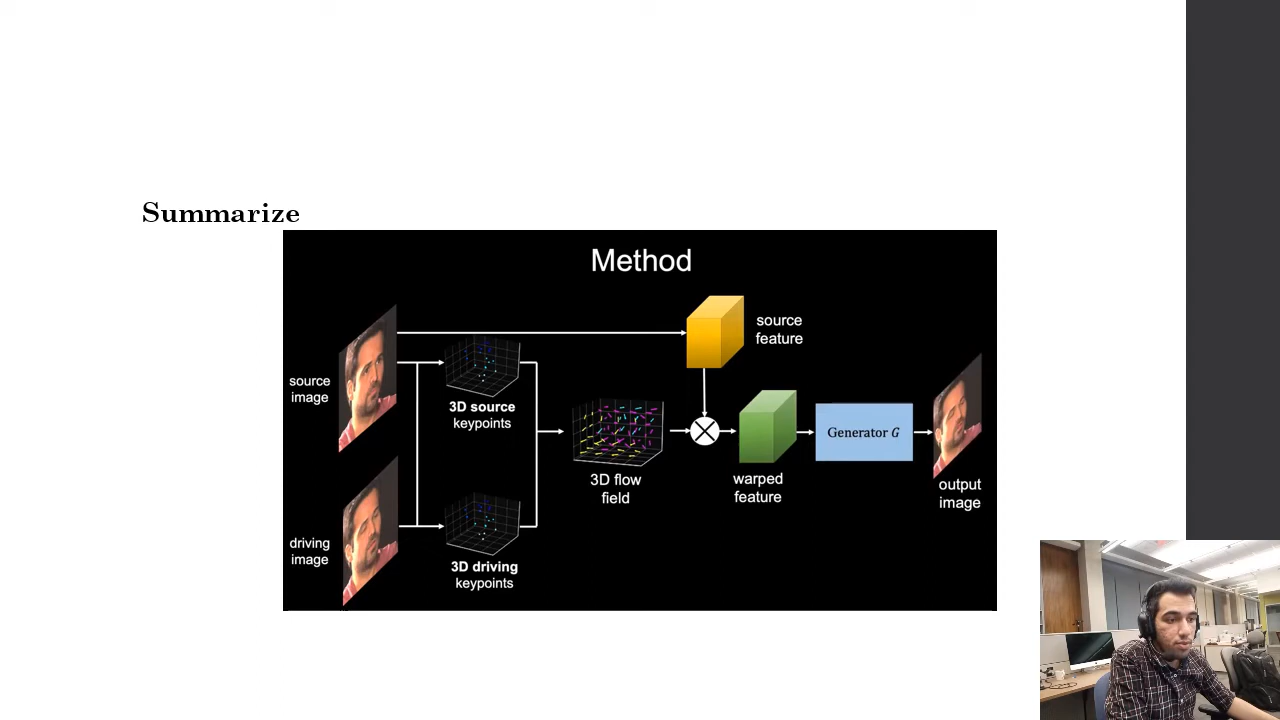 Summarize
Method
source
feature
source
image
3D source
keypoints
Generator G
3D flow
field
warped
feature
output
image
driving
image
3D driving
keypoints